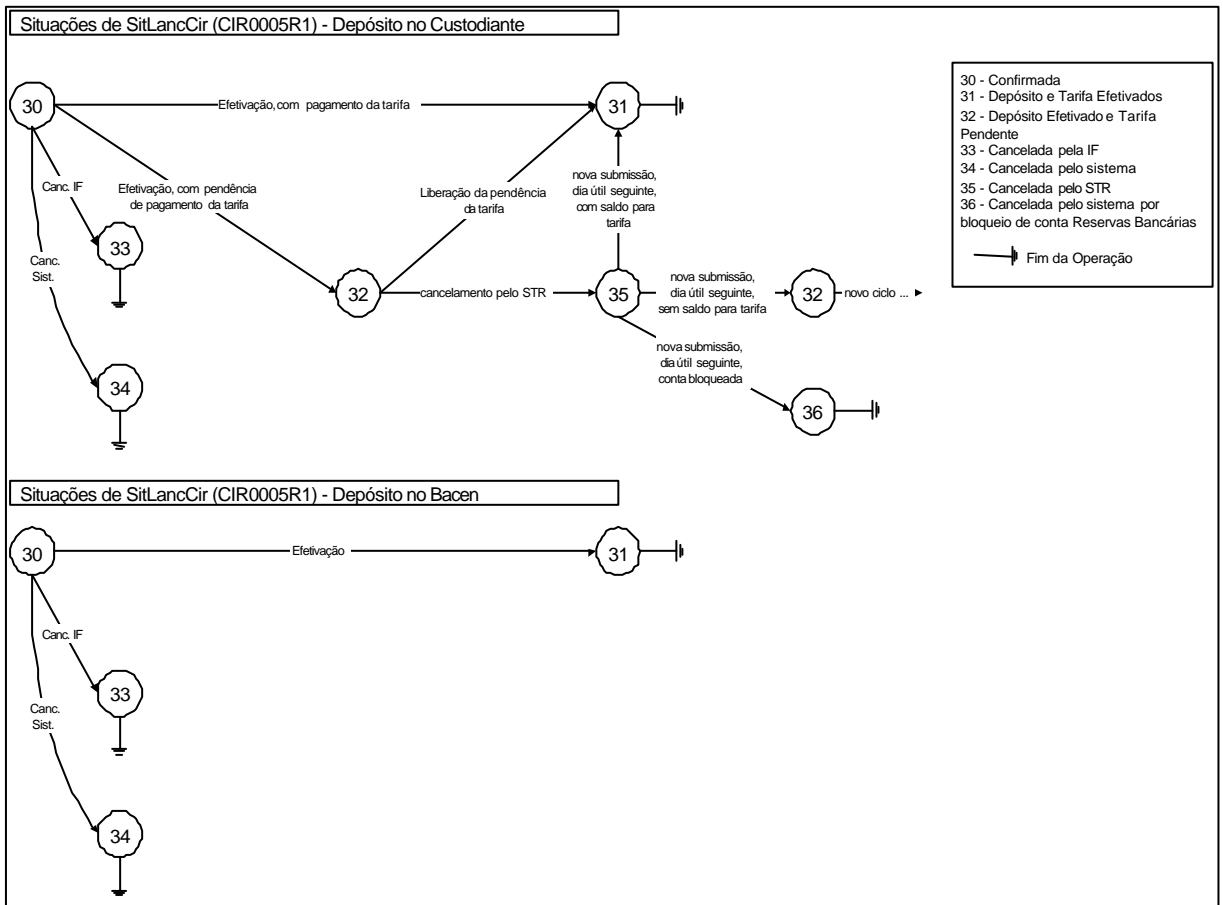 Situações de SitLancCir (CIR0005R1) - Depósito no Custodiante
30 - Confirmada
31 - Depósito e Tarifa Efetivados
32 - Depósito Efetivado e Tarifa
Pendente
33 - Cancelada pela IF
34 - Cancelada pelo sistema
35 - Cancelada pelo STR
36 - Cancelada pelo sistema por
bloqueio de conta Reservas Bancárias
Fim da Operação
30
Efetivação, com pagamento da tarifa
31
Canc. IF
Efetivação, com pendência
de pagamento da tarifa
Liberação da pendência
da tarifa
nova submissão,
dia útil seguinte,
com saldo para
tarifa
33
Canc.
Sist.
32
cancelamento pelo STR
35
nova submissão,
dia útil seguinte,
sem saldo para tarifa
32
novo ciclo ...
nova submissão,
dia útil seguinte,
conta bloqueada
34
36
Situações de SitLancCir (CIR0005R1) - Depósito no Bacen
30
Efetivação
31
Canc. IF
33
Canc.
Sist.
34